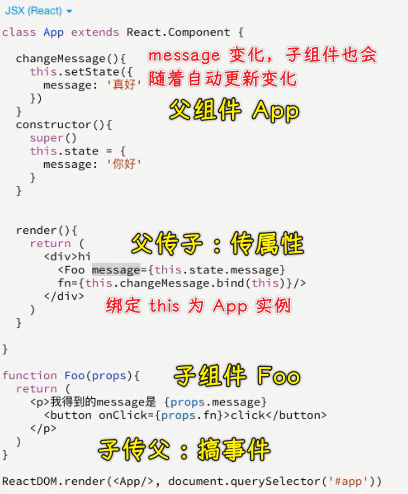 JSX (React)
class App extends React.Component {
message 变化，子组件也会
随着自动更新变化
changeMessage(){
this.setState({
message: '真好'
})
}
父组件 App
constructor(){
super()
this.state = {
message: '你好'
}
}
render(){
return (
父传子：传属性
<div>hi
<Foo message={this.state.message}
fn={this.changeMessage.bind(this)}/>
</div>
绑定 this 为 App 实例
)
}
}
function Foo(props){
子组件 Foo
return (
<p>我得到的message是 {props.message}
<button onClick={props.fn}>click</button>
</p>
)
子传父：搞事件
}
ReactDOM.render(<App/>, document.querySelector('#app'))